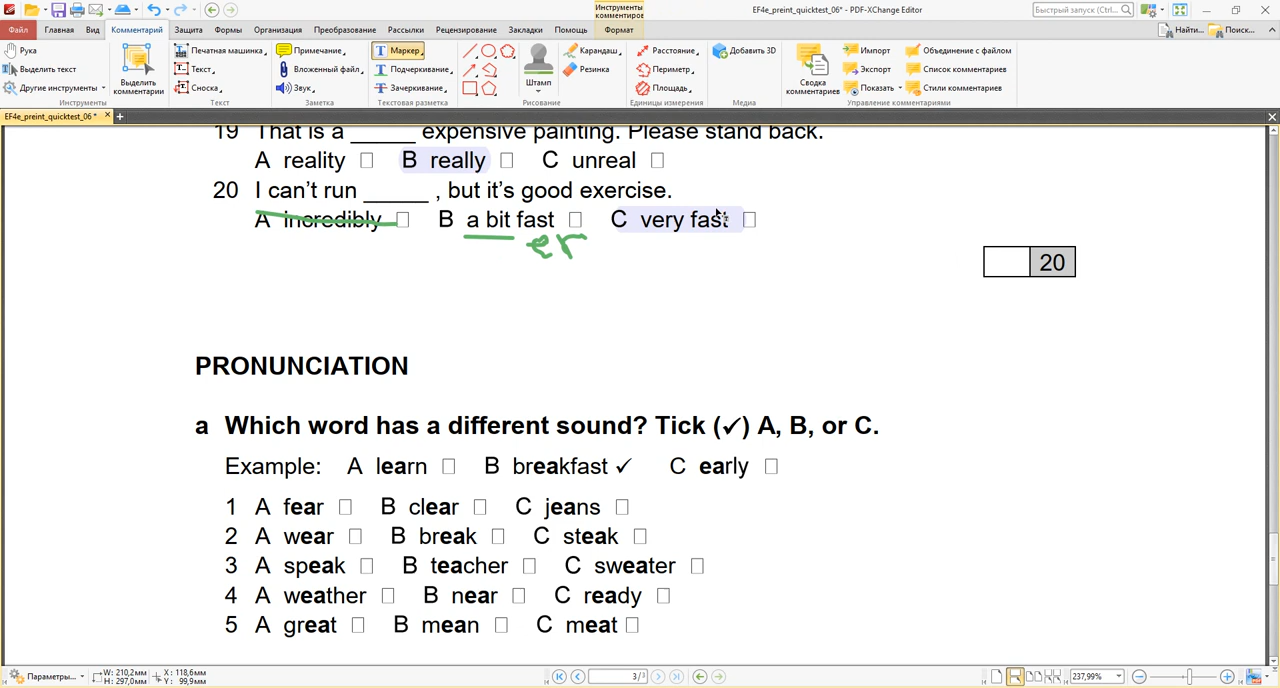 Инструменты комментиров
EF4e_preint_quicktest_06* - PDF-XChange Editor
Быстрый запуск (Ctrl...
Файл Главная Вид Комментарий Защита Формы Организация Преобразование Рассылки Рецензирование Закладки Помощь Формат Найти... Поиск...
Рука Выделить комментарии Печатная машинка Примечание Маркер Штамп Карандаш Расстояние Добавить 3D Сводка комментариев Импорт Объединение с файлом
Выделить текст Текст Вложенный файл Подчеркивание Резинка Периметр Экспорт Список комментариев
Другие инструменты Сноска Звук Зачеркивание Площадь Показать Стили комментариев
Инструменты Текст Заметка Текстовая разметка Рисование Единицы измерения Медиа Управление комментариями
EF4e_preint_quicktest_06 *
19 That is a _____ expensive painting. Please stand back.
A reality B really C unreal
20 I can't run _____ , but it's good exercise.
A incredibly B a bit fast C very fast
er
20
PRONUNCIATION
a Which word has a different sound? Tick (✓) A, B, or C.
Example: A learn B breakfast ✓ C early
1 A fear B clear C jeans
2 A wear B break C steak
3 A speak B teacher C sweater
4 A weather B near C ready
5 A great B mean C meat
Параметры... W: 210,2мм X: 118,6мм 237,99%
H: 297,0мм Y: 99,9мм